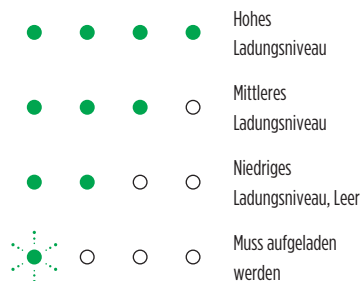 Hohes
Ladungsniveau
Mittleres
Ladungsniveau
Niedriges
Ladungsniveau, Leer
Muss aufgeladen
werden